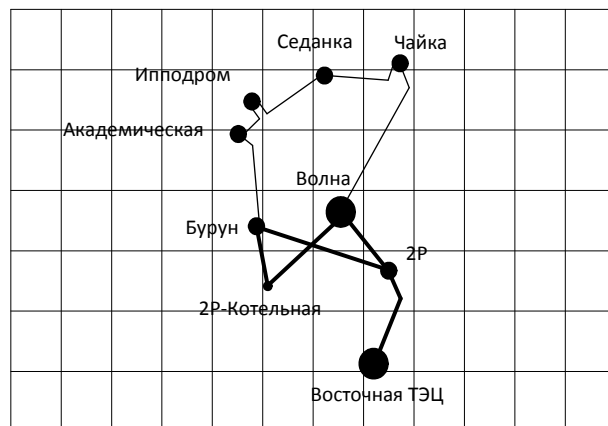 Седанка
Чайка
Ипподром
Академическая
Волна
Бурун
2Р
2Р-Котельная
Восточная ТЭЦ